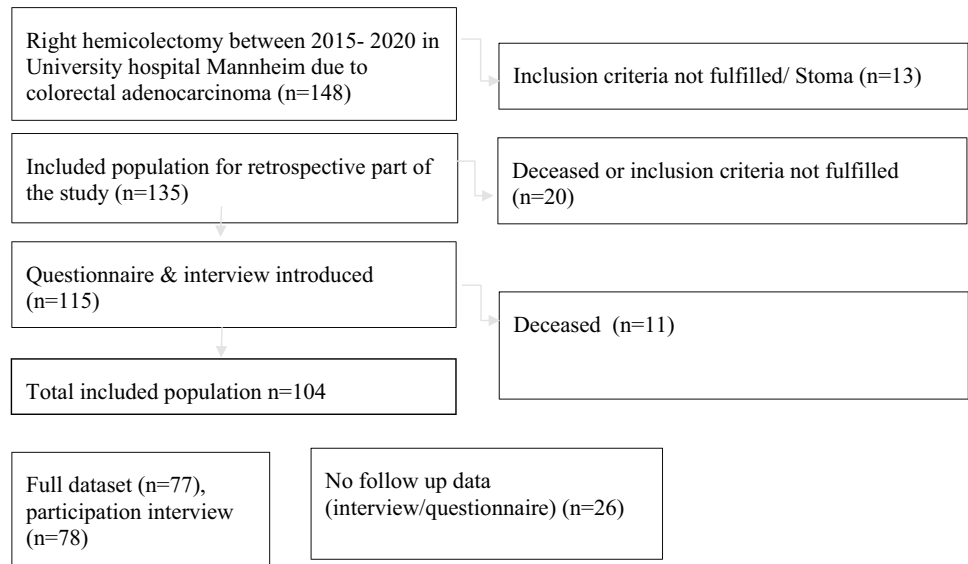 Right hemicolectomy between 2015- 2020 in
University hospital Mannheim due to
colorectal adenocarcinoma (n=148)
Inclusion criteria not fulfilled/ Stoma (n=13)
Included population for retrospective part of
the study (n=135)
Deceased or inclusion criteria not fulfilled
(n=20)
Questionnaire & interview introduced
(n=115)
Deceased (n=11)
Total included population n=104
Full dataset (n=77),
participation interview
(n=78)
No follow up data
(interview/questionnaire) (n=26)